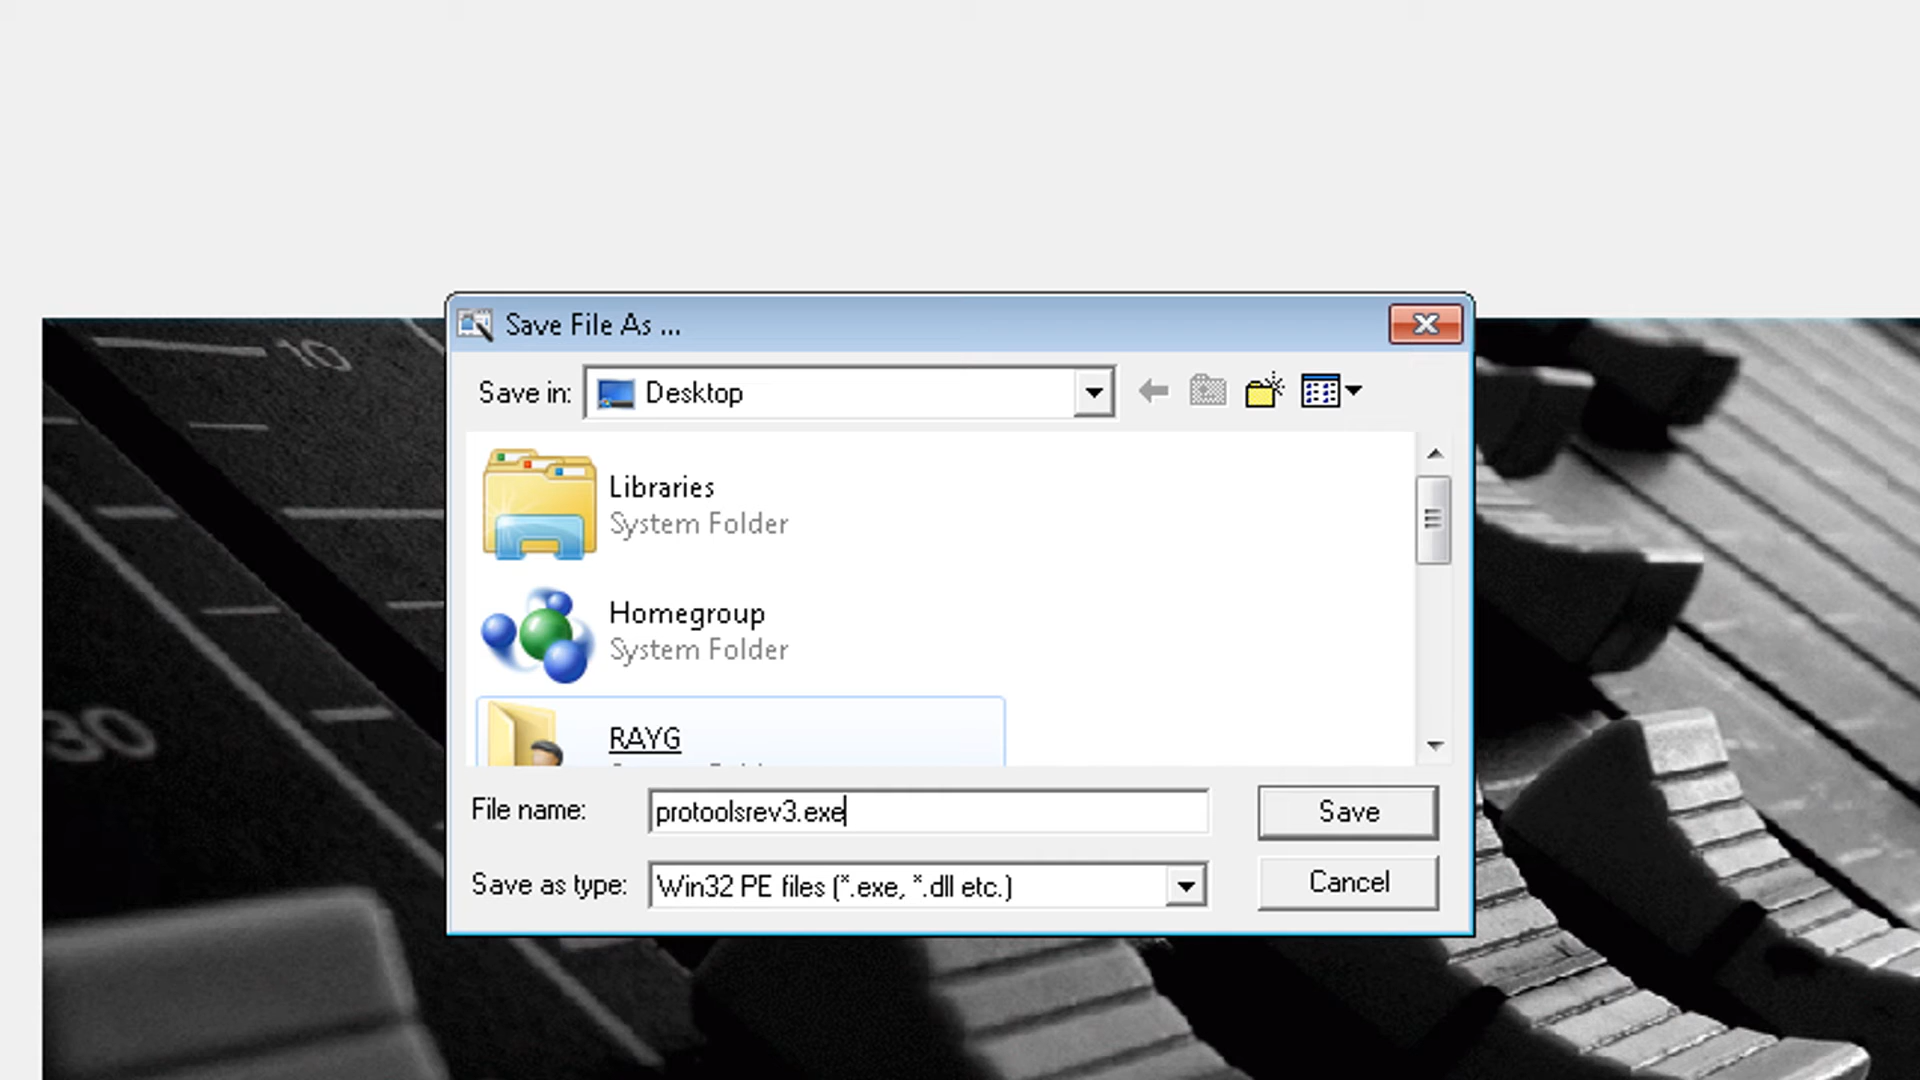 10
30
Save File As ...
Save in:
Desktop
Libraries
System Folder
Homegroup
System Folder
RAYG
File name:
protoolsrev3.exe
Save
Save as type:
Win32 PE files (*.exe, *.dll etc.)
Cancel